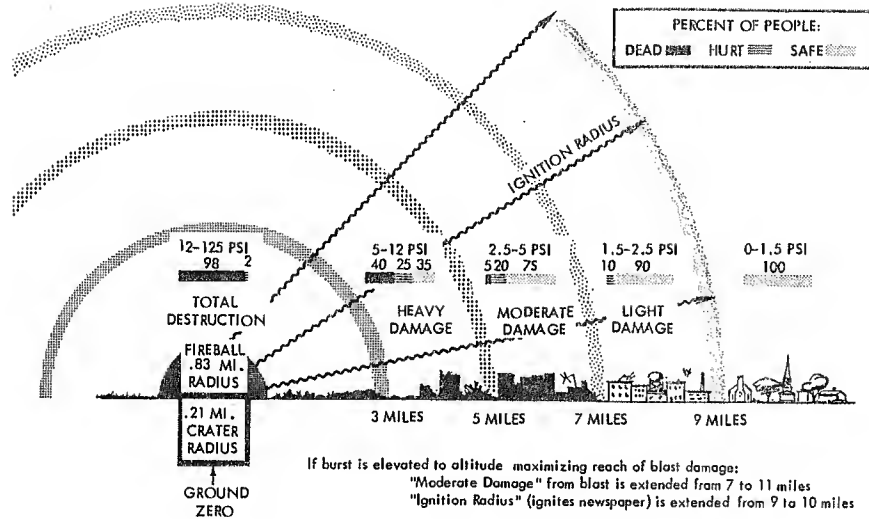 PERCENT OF PEOPLE:
DEAD HURT SAFE
IGNITION RADIUS
12-125 PSI
98 2
TOTAL
DESTRUCTION
5-12 PSI
40 25 35
HEAVY
DAMAGE
2.5-5 PSI
5 20 75
MODERATE
DAMAGE
1.5-2.5 PSI
10 90
LIGHT
DAMAGE
0-1.5 PSI
100
FIREBALL
.83 MI.
RADIUS
.21 MI.
CRATER
RADIUS
GROUND
ZERO
3 MILES 5 MILES 7 MILES 9 MILES
If burst is elevated to altitude maximizing reach of blast damage:
"Moderate Damage" from blast is extended from 7 to 11 miles
"Ignition Radius" (ignites newspaper) is extended from 9 to 10 miles